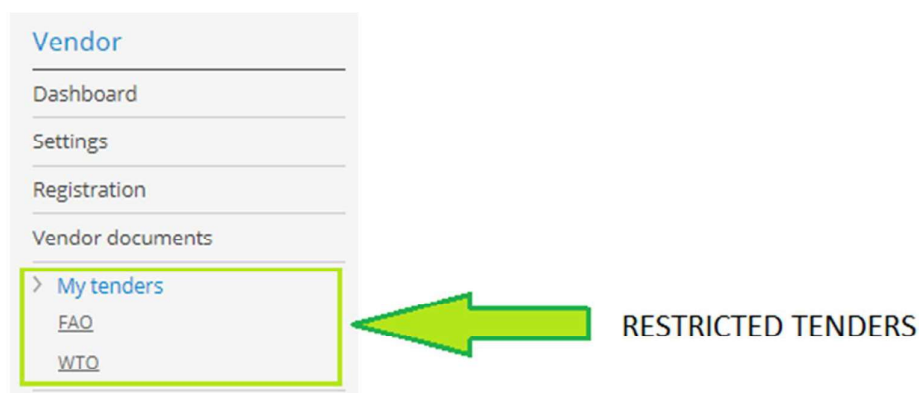 Vendor
Dashboard
Settings
Registration
Vendor documents
> My tenders
FAO
WTO
RESTRICTED TENDERS